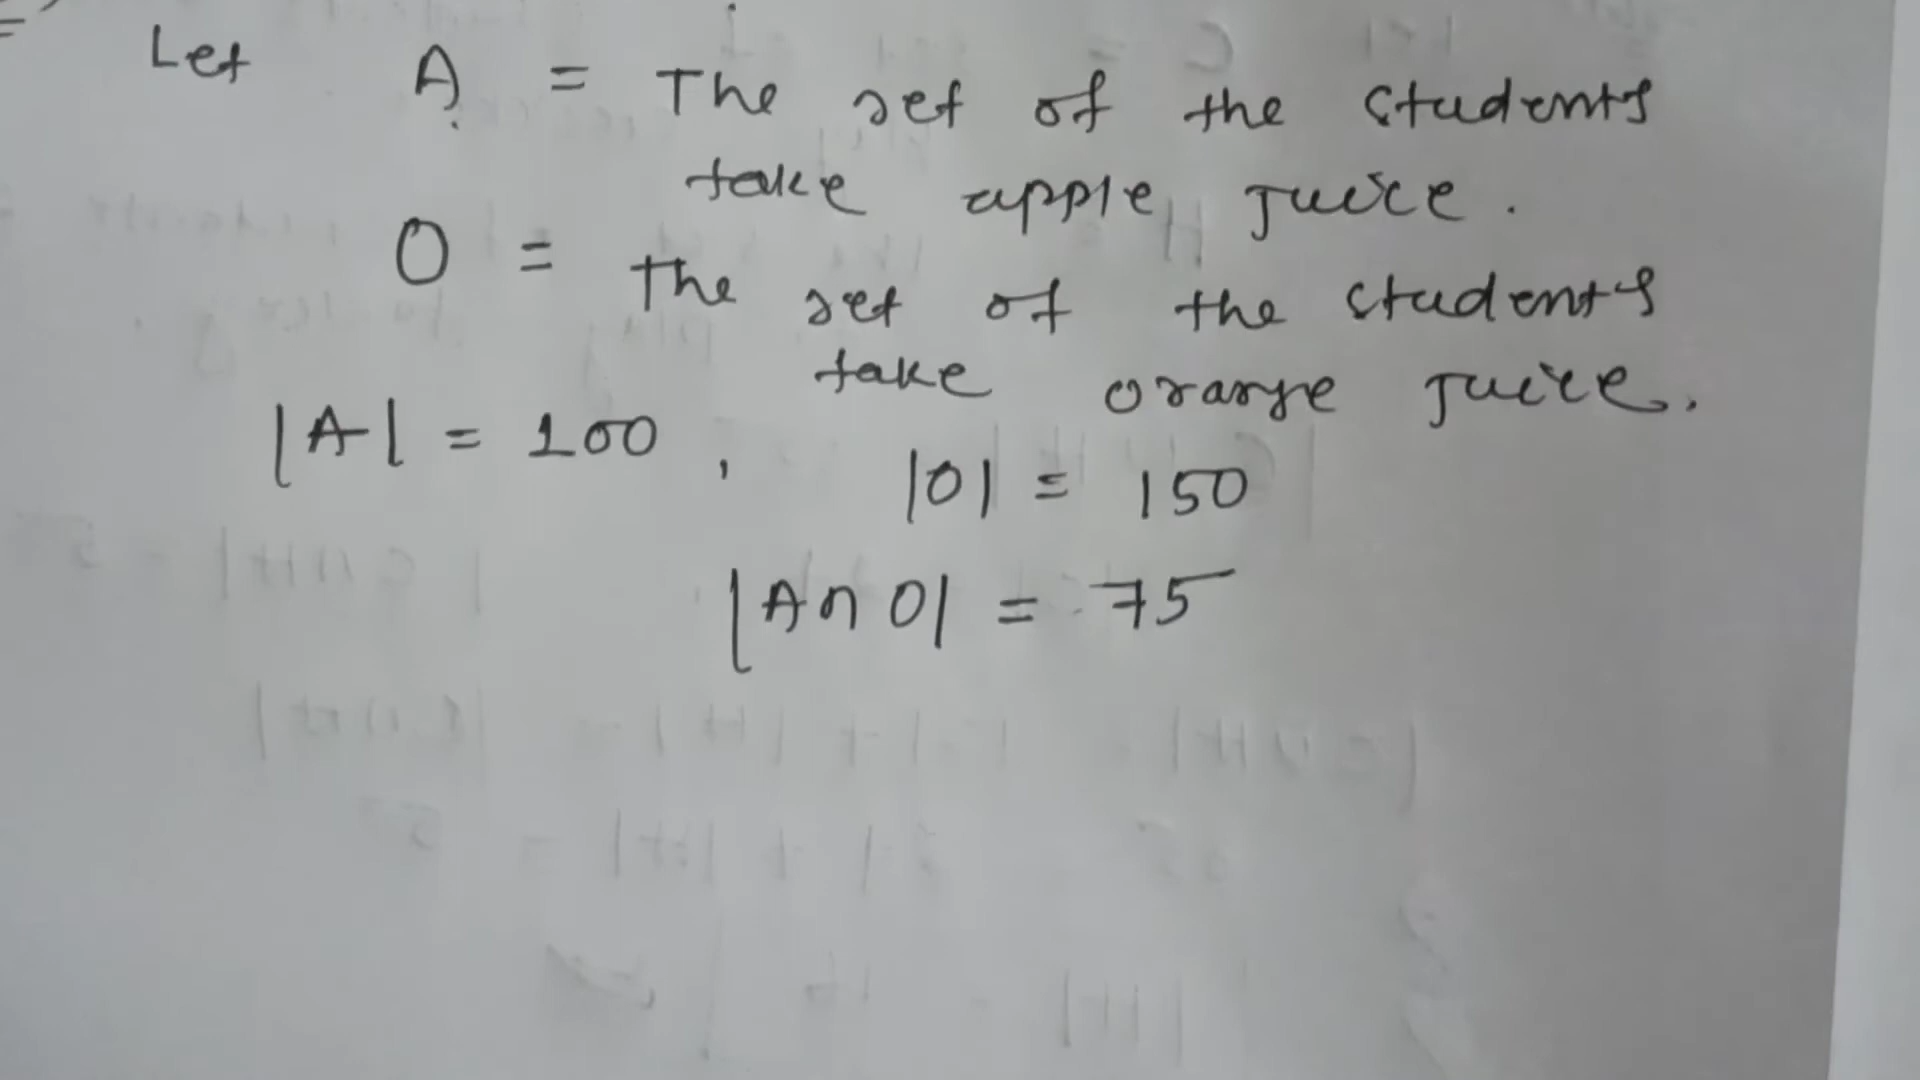 Let A = The set of the students
take apple juice.
O = the set of the students
take orange juice.
|A| = 100, |O| = 150
|A∩O| = 75